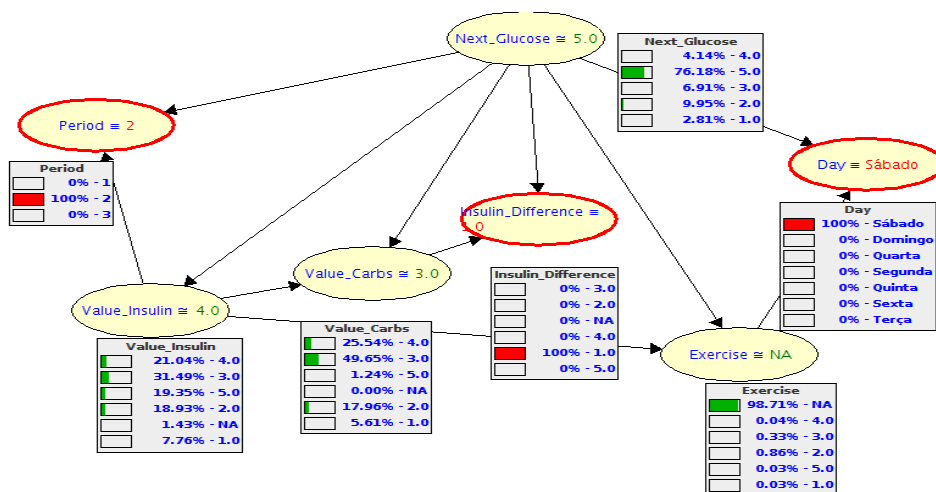 Next_Glucose ≅ 5.0
Next_Glucose
4.14% - 4.0
76.18% - 5.0
6.91% - 3.0
9.95% - 2.0
2.81% - 1.0
Period ≡ 2
Period
0% - 1
100% - 2
0% - 3
Day ≡ Sábado
Day
100% - Sábado
0% - Domingo
0% - Quarta
0% - Segunda
0% - Quinta
0% - Sexta
0% - Terça
Insulin_Difference ≡
1.0
Insulin_Difference
0% - 3.0
0% - 2.0
0% - NA
0% - 4.0
100% - 1.0
0% - 5.0
Value_Carbs ≅ 3.0
Value_Carbs
25.54% - 4.0
49.65% - 3.0
1.24% - 5.0
0.00% - NA
17.96% - 2.0
5.61% - 1.0
Value_Insulin ≅ 4.0
Value_Insulin
21.04% - 4.0
31.49% - 3.0
19.35% - 5.0
18.93% - 2.0
1.43% - NA
7.76% - 1.0
Exercise ≅ NA
Exercise
98.71% - NA
0.04% - 4.0
0.33% - 3.0
0.86% - 2.0
0.03% - 5.0
0.03% - 1.0